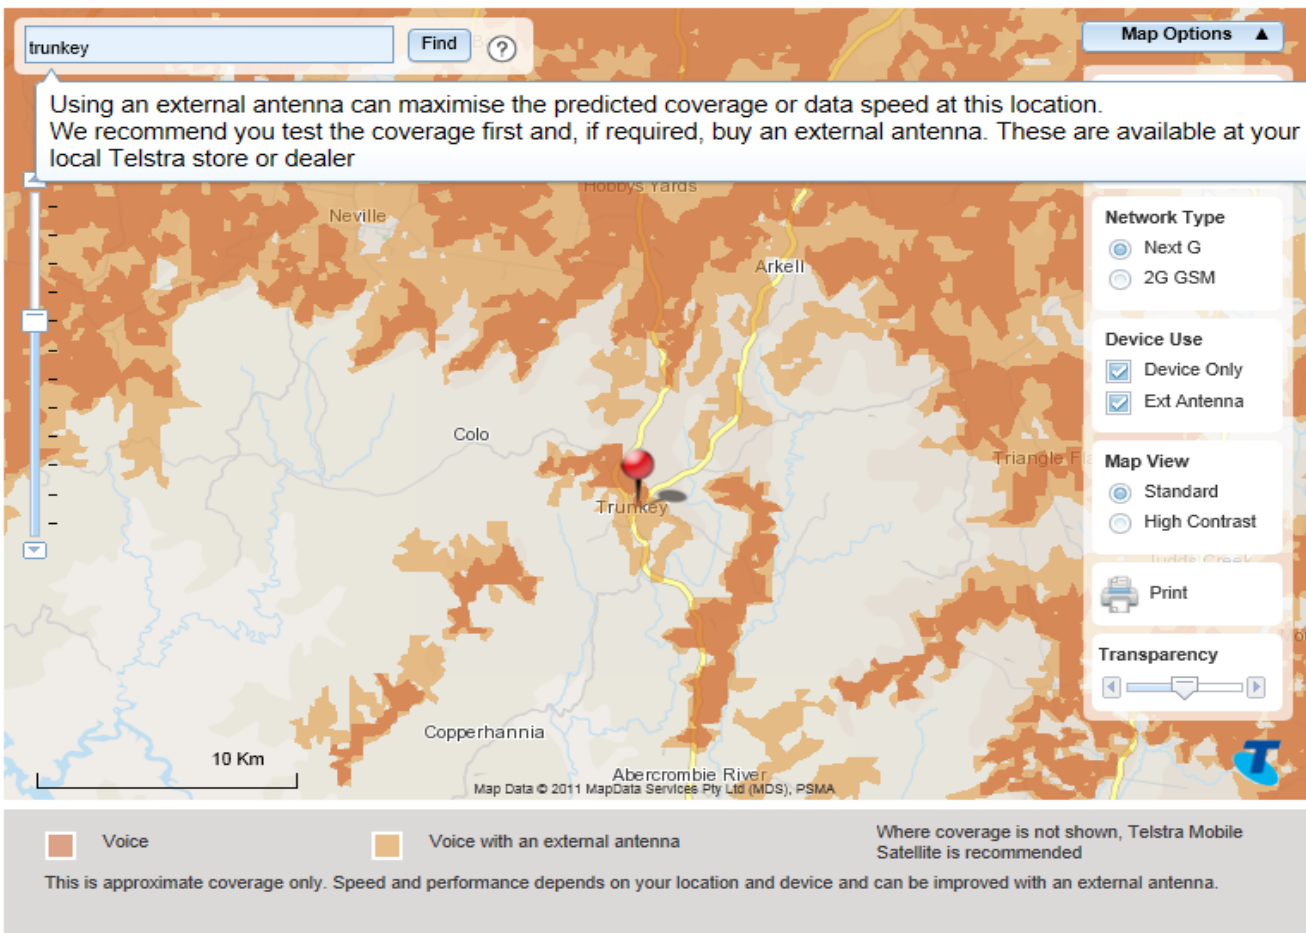 trunkey
Find
?
Map Options ▲
Using an external antenna can maximise the predicted coverage or data speed at this location.
We recommend you test the coverage first and, if required, buy an external antenna. These are available at your
local Telstra store or dealer
Hobbys Yards
Neville
Network Type
Next G
2G GSM
Arkell
Device Use
Device Only
Ext Antenna
Colo
Triangle Fl
Map View
Standard
High Contrast
Trunkey
Judds Creek
Print
Transparency
Copperhannia
10 Km
Abercrombie River
Map Data © 2011 MapData Services Pty Ltd (MDS), PSMA
T
Voice
Voice with an external antenna
Where coverage is not shown, Telstra Mobile
Satellite is recommended
This is approximate coverage only. Speed and performance depends on your location and device and can be improved with an external antenna.